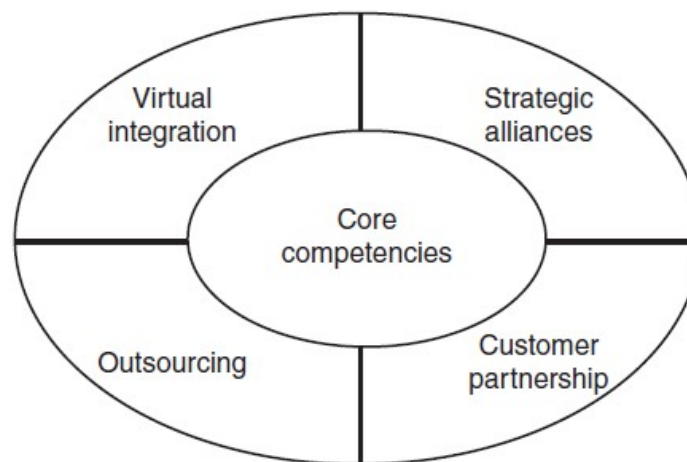 Virtual
integration
Strategic
alliances
Core
competencies
Outsourcing
Customer
partnership